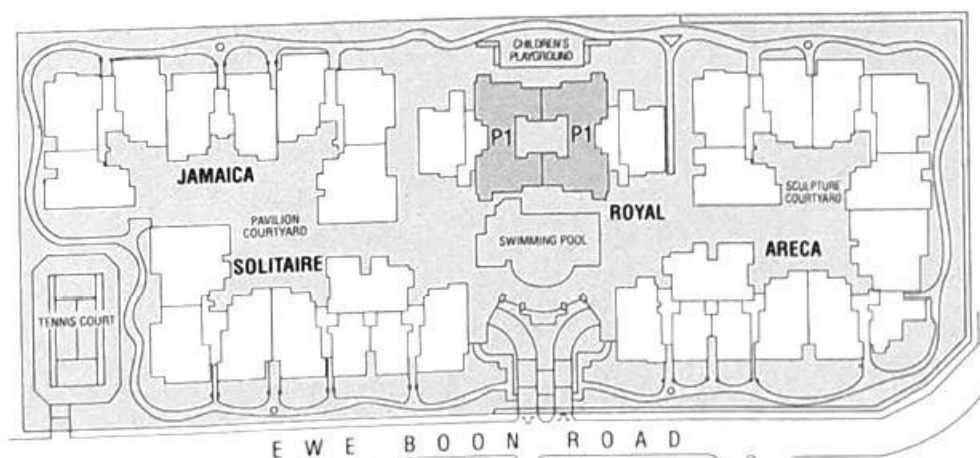 CHILDREN'S
PLAYGROUND
P1
P1
JAMAICA
SCULPTURE
COURTYARD
ROYAL
PAVILION
COURTYARD
SWIMMING POOL
ARECA
SOLITAIRE
TENNIS COURT
EWE BOON ROAD